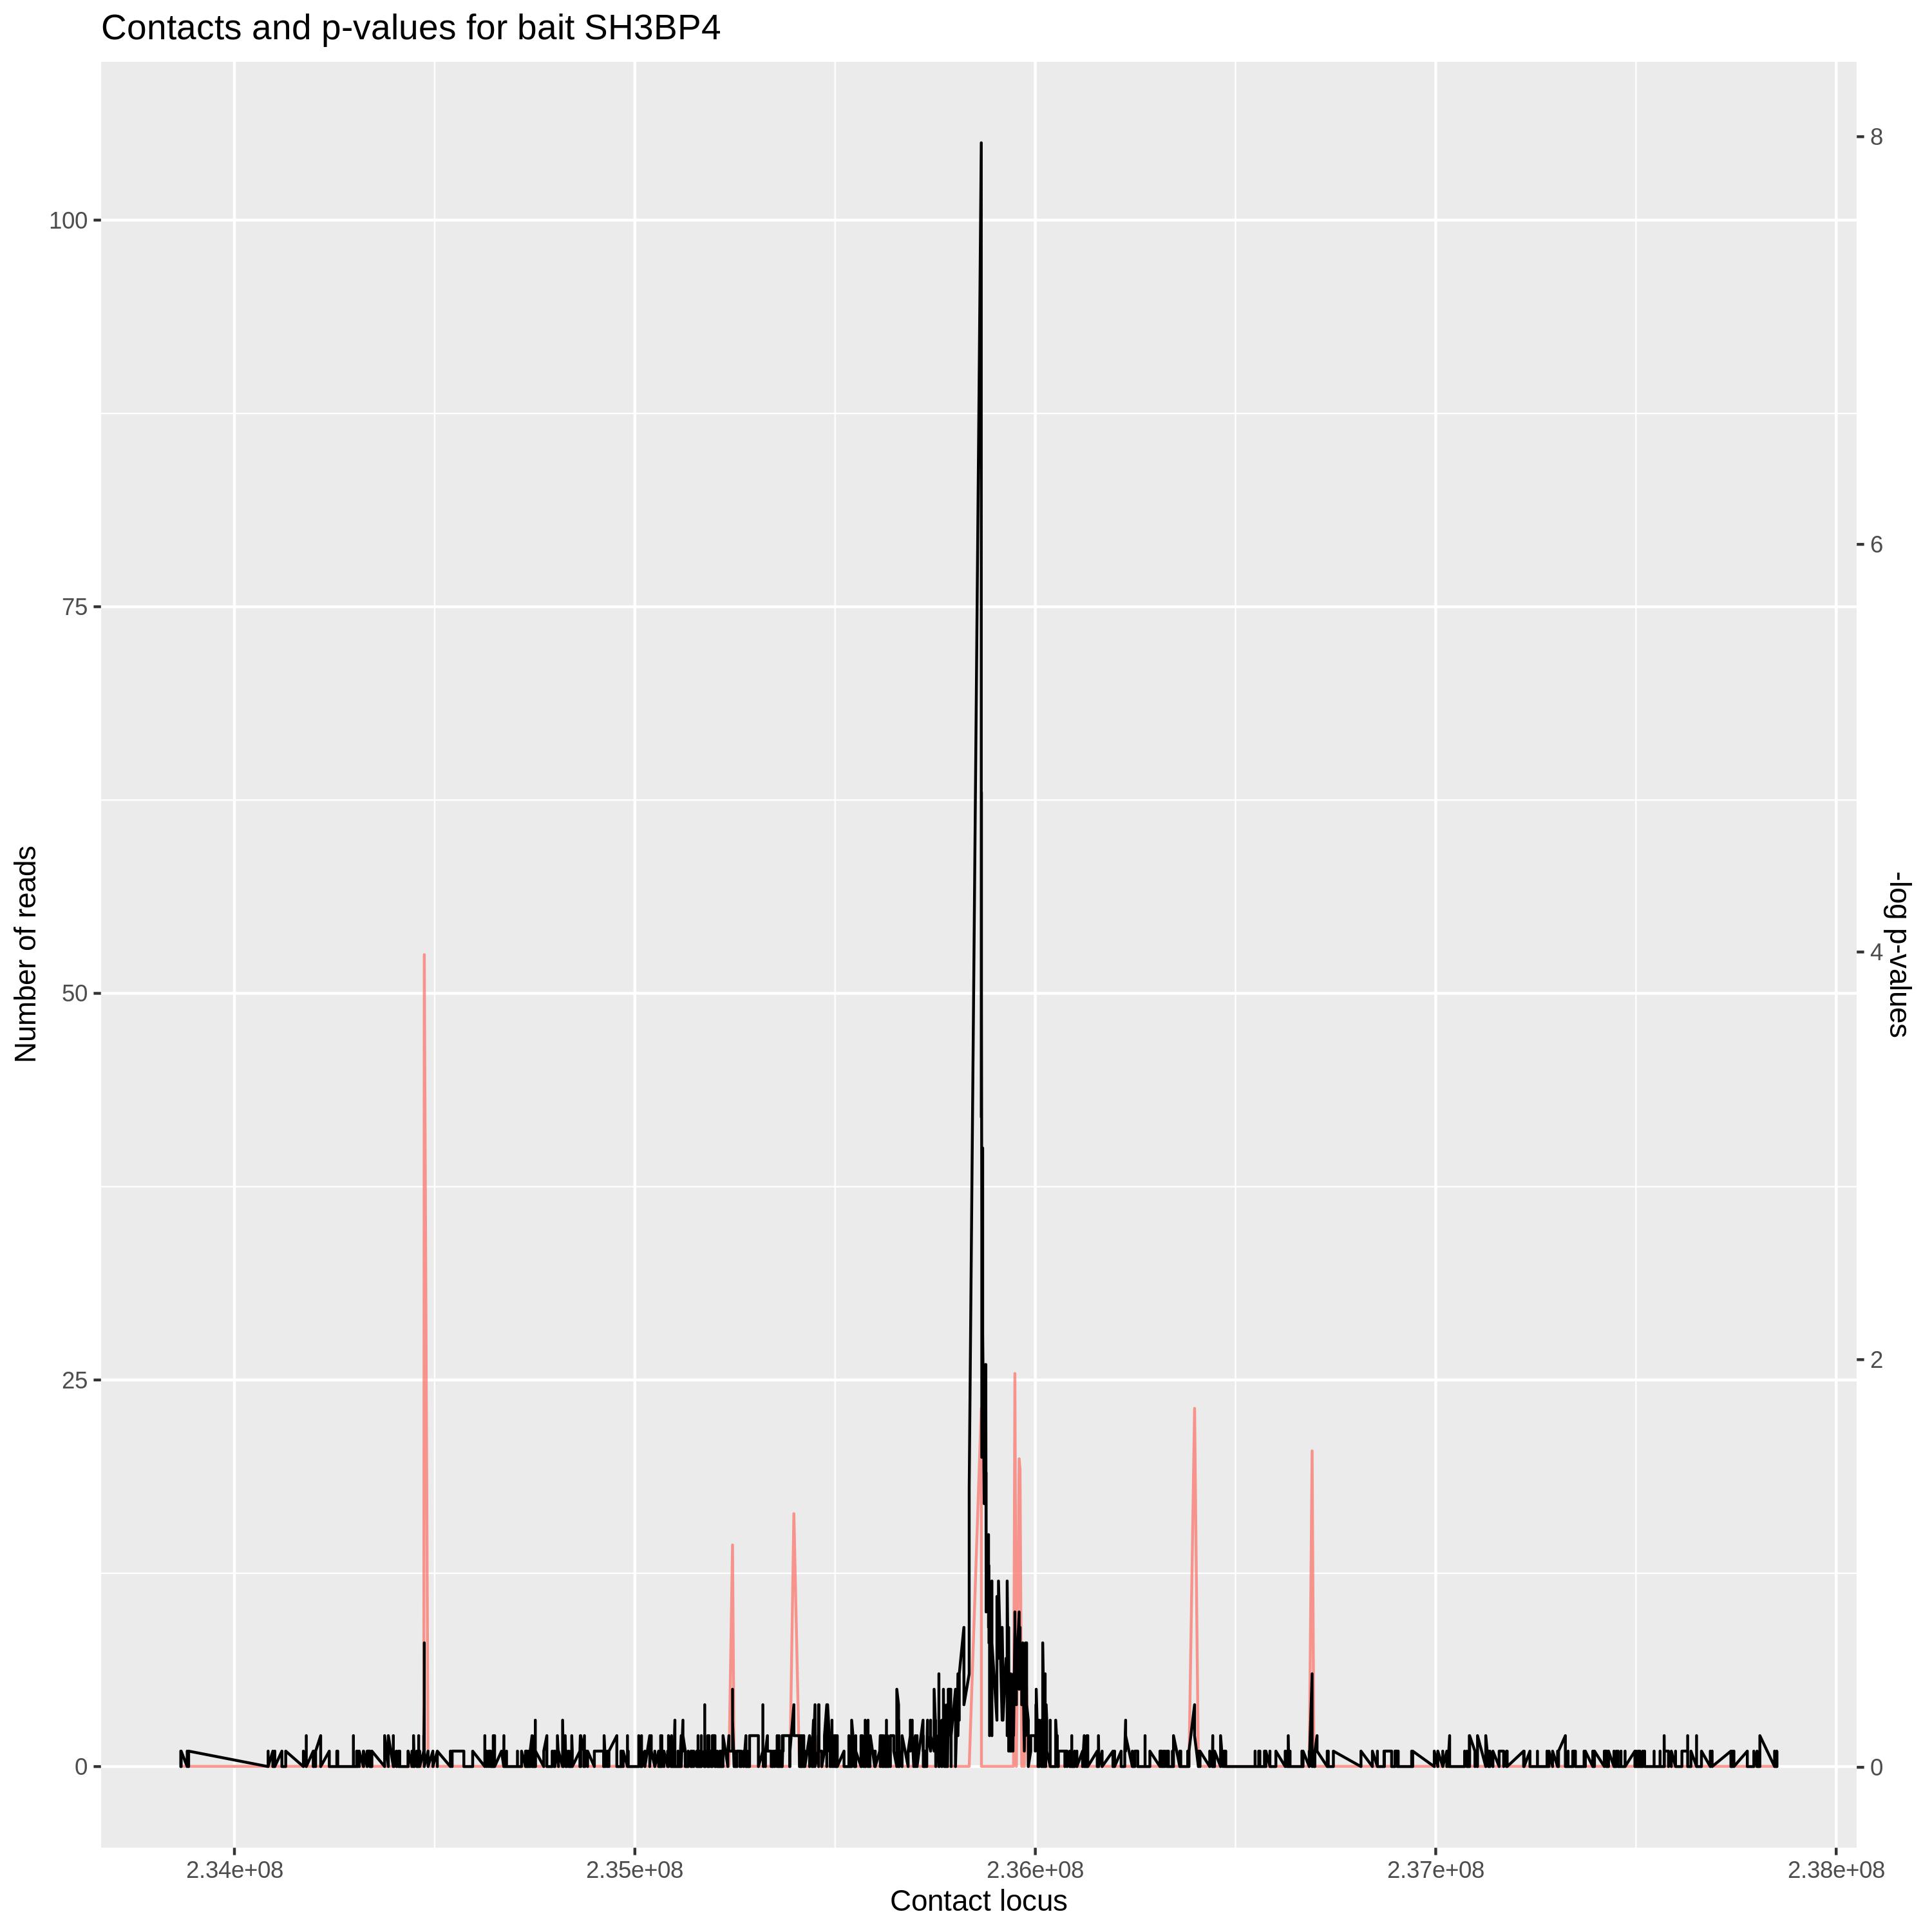 Contacts and p-values for bait SH3BP4
Number of reads
100
75
50
25
0
8
6
4
2
0
-log p-values
2.34e+08 2.35e+08 2.36e+08 2.37e+08 2.38e+08
Contact locus